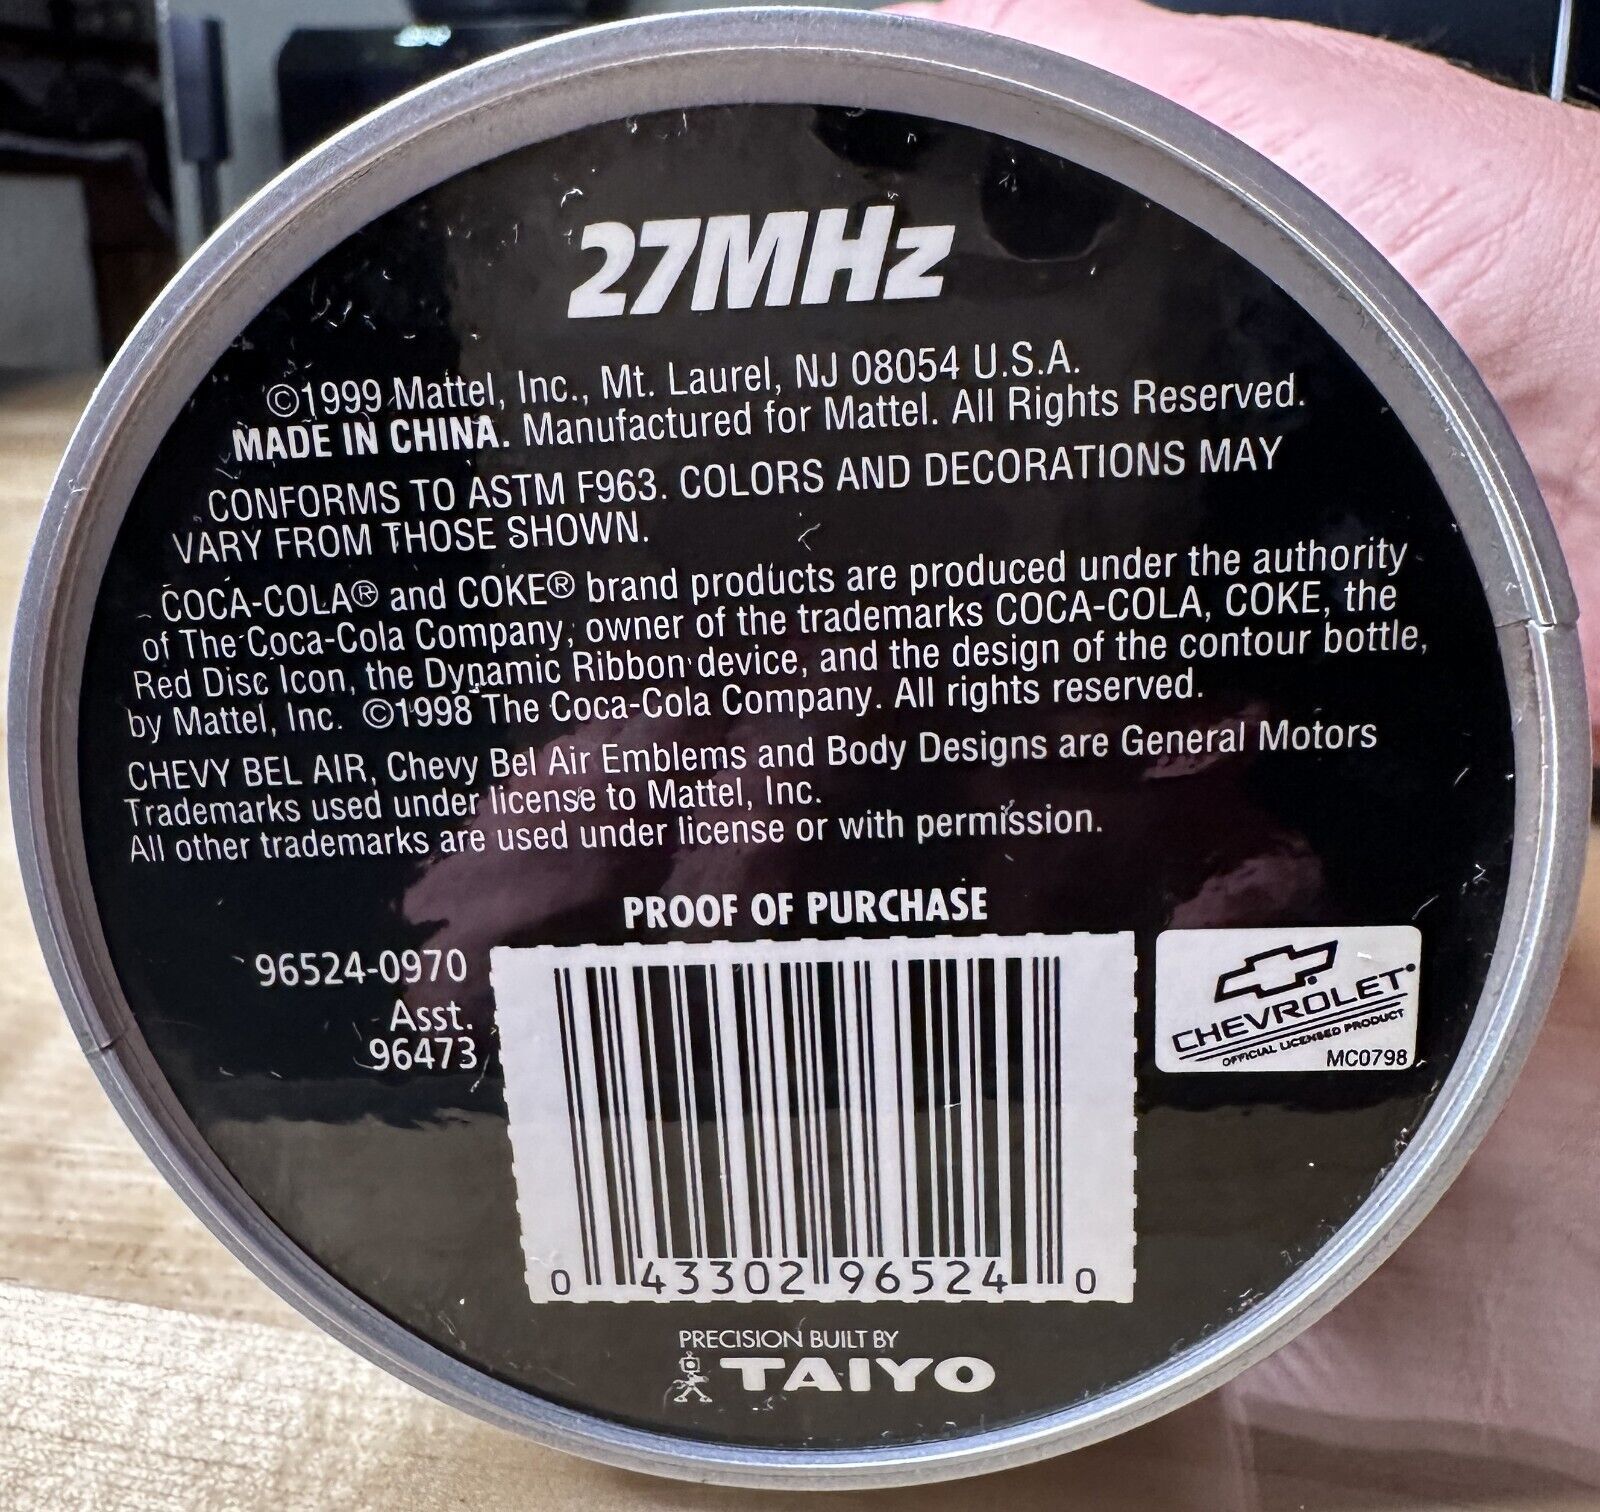 27MHz
©1999 Mattel, Inc., Mt. Laurel, NJ 08054 U.S.A.
MADE IN CHINA. Manufactured for Mattel. All Rights Reserved.
CONFORMS TO ASTM F963. COLORS AND DECORATIONS MAY
VARY FROM THOSE SHOWN.
COCA-COLA® and COKE® brand products are produced under the authority
of The Coca-Cola Company, owner of the trademarks COCA-COLA, COKE, the
Red Disc Icon, the Dynamic Ribbon device, and the design of the contour bottle,
by Mattel, Inc. ©1998 The Coca-Cola Company. All rights reserved.
CHEVY BEL AIR, Chevy Bel Air Emblems and Body Designs are General Motors
Trademarks used under license to Mattel, Inc.
All other trademarks are used under license or with permission.
PROOF OF PURCHASE
96524-0970
Asst.
96473
CHEVROLET
OFFICIAL LICENSED PRODUCT
MC0798
0 43302 96524 0
PRECISION BUILT BY
TAIYO